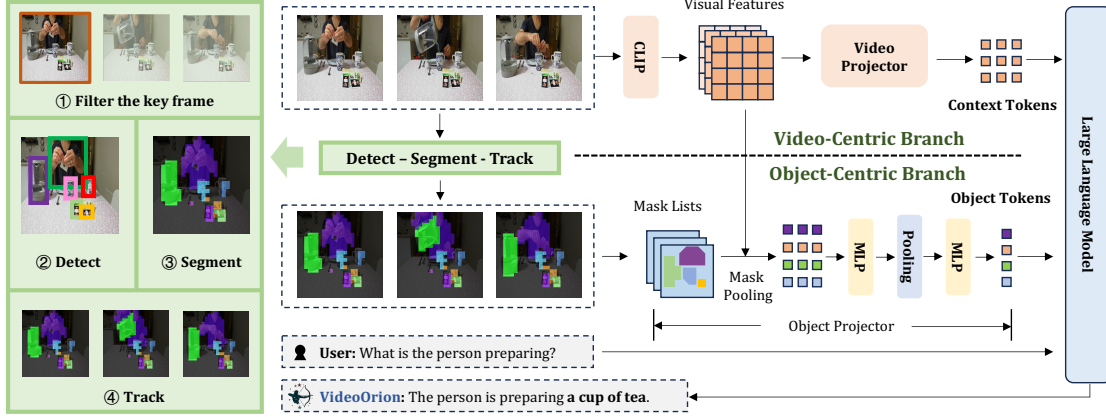 ① Filter the key frame
② Detect
③ Segment
④ Track
Visual Features
CLIP
Video
Projector
Context Tokens
Detect – Segment - Track
Video-Centric Branch
Object-Centric Branch
Mask Lists
Mask
Pooling
MLP
Pooling
MLP
Object Tokens
Object Projector
Large Language Model
User: What is the person preparing?
VideoOrion: The person is preparing a cup of tea.